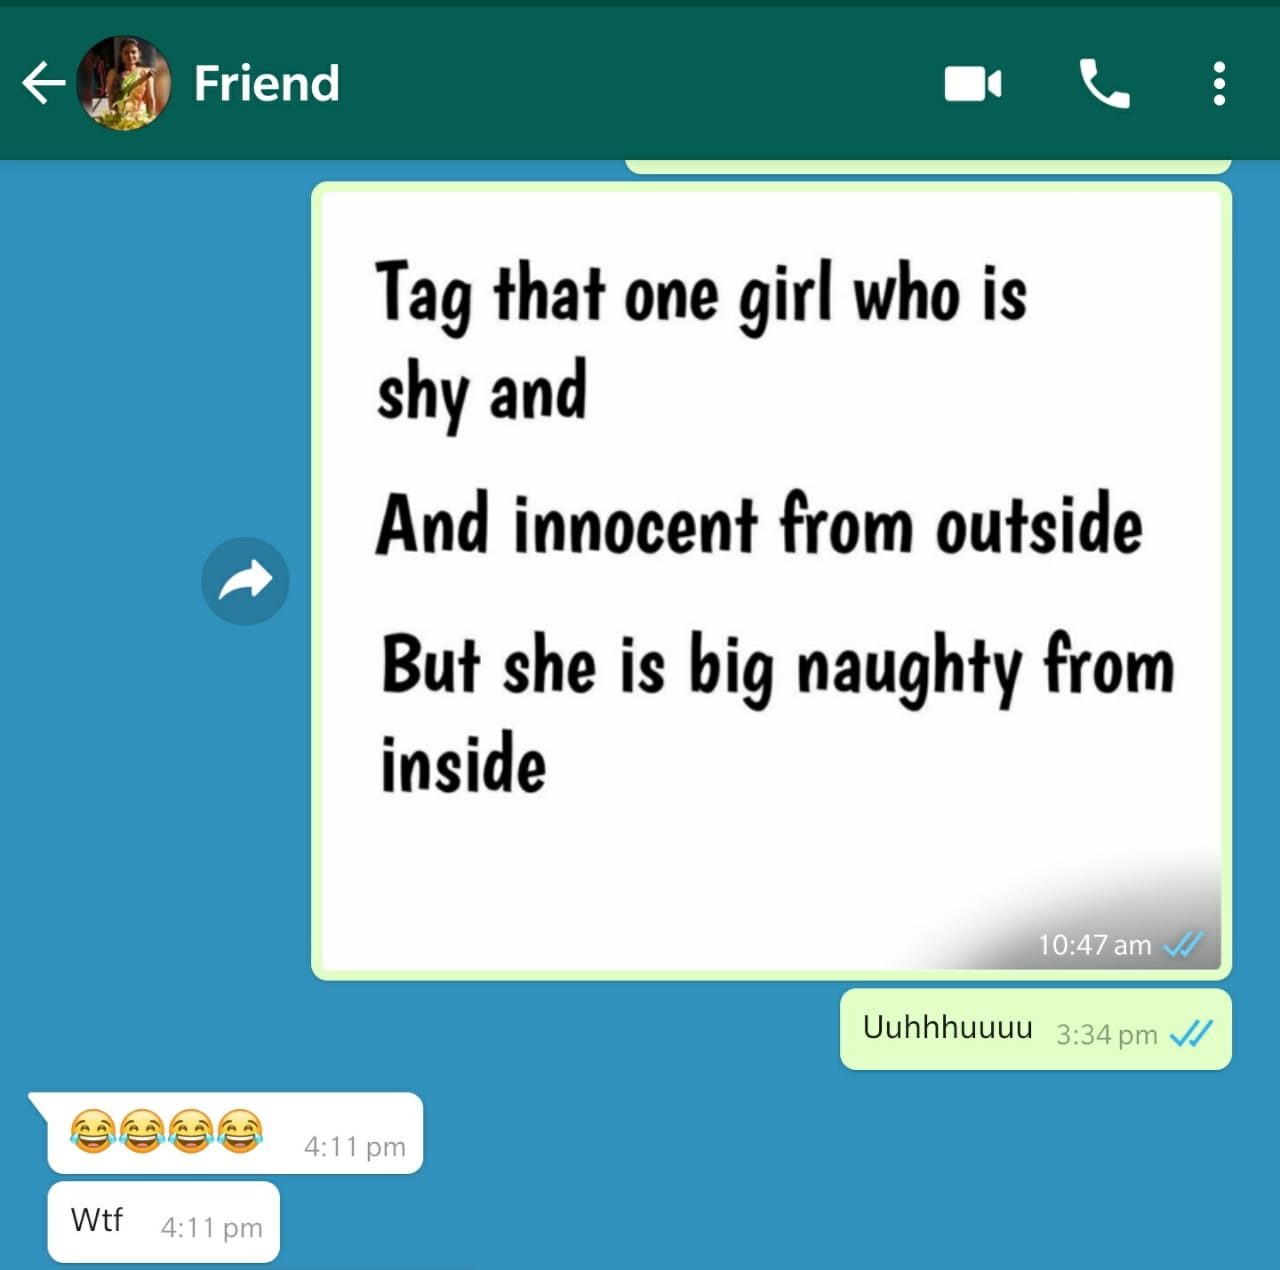 Friend
Tag that one girl who is
shy and
And innocent from outside
But she is big naughty from
inside
10:47 am
Uuhhhuuuu 3:34 pm
😂😂😂😂 4:11 pm
Wtf 4:11 pm